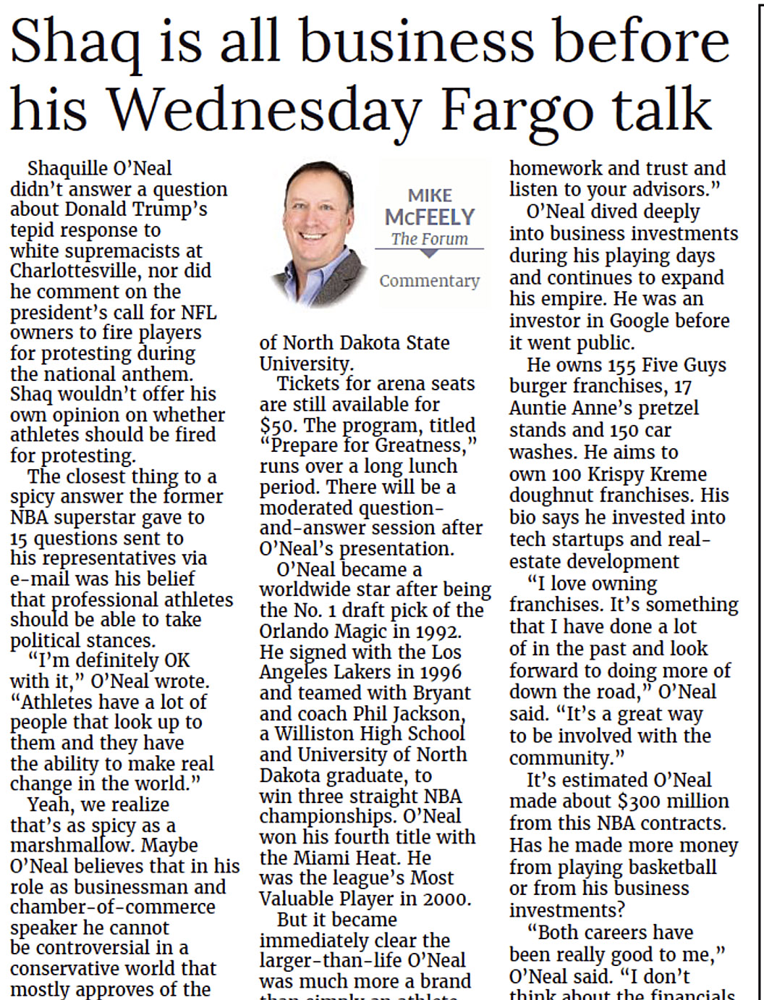 Shaq is all business before
his Wednesday Fargo talk
Shaquille O’Neal
didn’t answer a question
about Donald Trump’s
tepid response to
white supremacists at
Charlottesville, nor did
he comment on the
president’s call for NFL
owners to fire players
for protesting during
the national anthem.
Shaq wouldn’t offer his
own opinion on whether
athletes should be fired
for protesting.
The closest thing to a
spicy answer the former
NBA superstar gave to
15 questions sent to
his representatives via
e-mail was his belief
that professional athletes
should be able to take
political stances.
“I’m definitely OK
with it,” O’Neal wrote.
“Athletes have a lot of
people that look up to
them and they have
the ability to make real
change in the world.”
Yeah, we realize
that’s as spicy as a
marshmallow. Maybe
O’Neal believes that in his
role as businessman and
chamber-of-commerce
speaker he cannot
be controversial in a
conservative world that
mostly approves of the
MIKE
McFEELY
The Forum
Commentary
of North Dakota State
University.
Tickets for arena seats
are still available for
$50. The program, titled
“Prepare for Greatness,”
runs over a long lunch
period. There will be a
moderated question-
and-answer session after
O’Neal’s presentation.
O’Neal became a
worldwide star after being
the No. 1 draft pick of the
Orlando Magic in 1992.
He signed with the Los
Angeles Lakers in 1996
and teamed with Bryant
and coach Phil Jackson,
a Williston High School
and University of North
Dakota graduate, to
win three straight NBA
championships. O’Neal
won his fourth title with
the Miami Heat. He
was the league’s Most
Valuable Player in 2000.
But it became
immediately clear the
larger-than-life O’Neal
was much more a brand
than simply an athlete
homework and trust and
listen to your advisors.”
O’Neal dived deeply
into business investments
during his playing days
and continues to expand
his empire. He was an
investor in Google before
it went public.
He owns 155 Five Guys
burger franchises, 17
Auntie Anne’s pretzel
stands and 150 car
washes. He aims to
own 100 Krispy Kreme
doughnut franchises. His
bio says he invested into
tech startups and real-
estate development
“I love owning
franchises. It’s something
that I have done a lot
of in the past and look
forward to doing more of
down the road,” O’Neal
said. “It’s a great way
to be involved with the
community.”
It’s estimated O’Neal
made about $300 million
from this NBA contracts.
Has he made more money
from playing basketball
or from his business
investments?
“Both careers have
been really good to me,”
O’Neal said. “I don’t
think about the financials